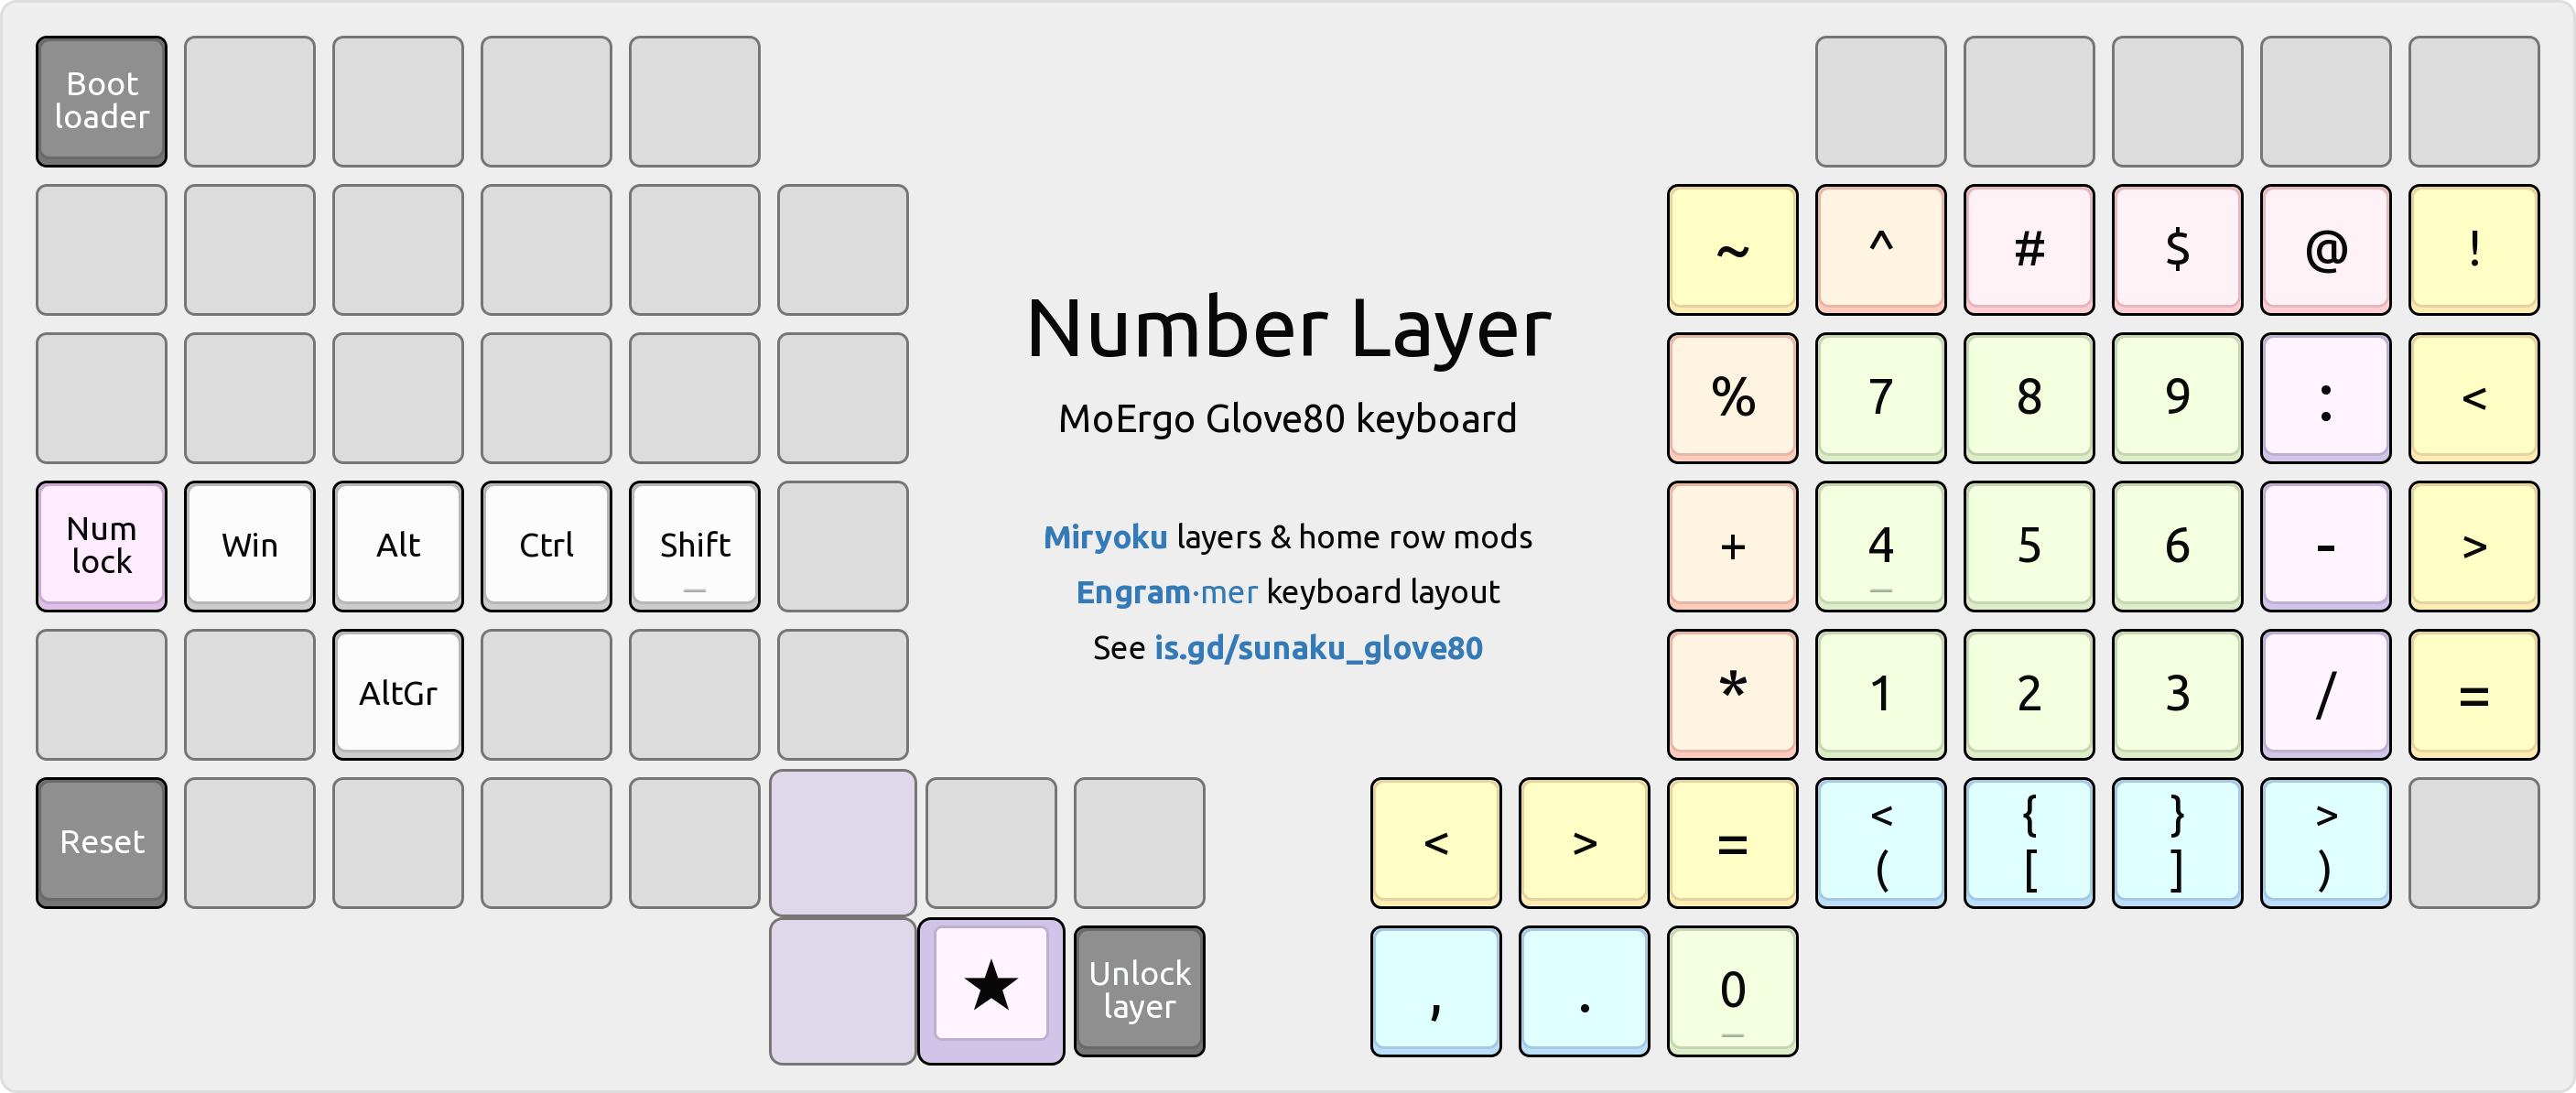 Boot
loader
~ ^ # $ @ !
Number Layer
% 7 8 9 : <
MoErgo Glove80 keyboard
Num
lock
Win Alt Ctrl Shift
Miryoku layers & home row mods
+ 4 5 6 - >
Engram·mer keyboard layout
See is.gd/sunaku_glove80
AltGr
* 1 2 3 / =
Reset
< > =
< { } >
( [ ] )
★
Unlock
layer
, . 0